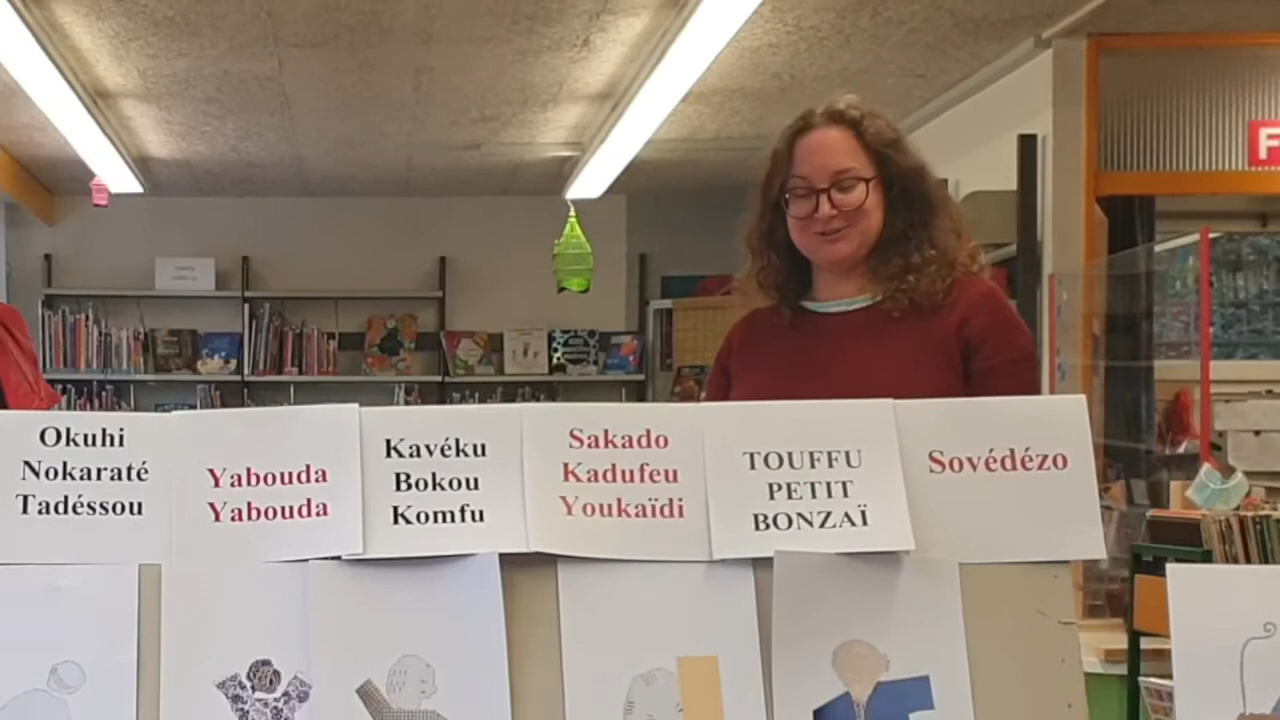 Okuhi
Nokaraté
Tadéssou
Yabouda
Yabouda
Kavéku
Bokou
Komfu
Sakado
Kadufeu
Youkaïdi
TOUFFU
PETIT
BONZAÏ
Sovédézo
F